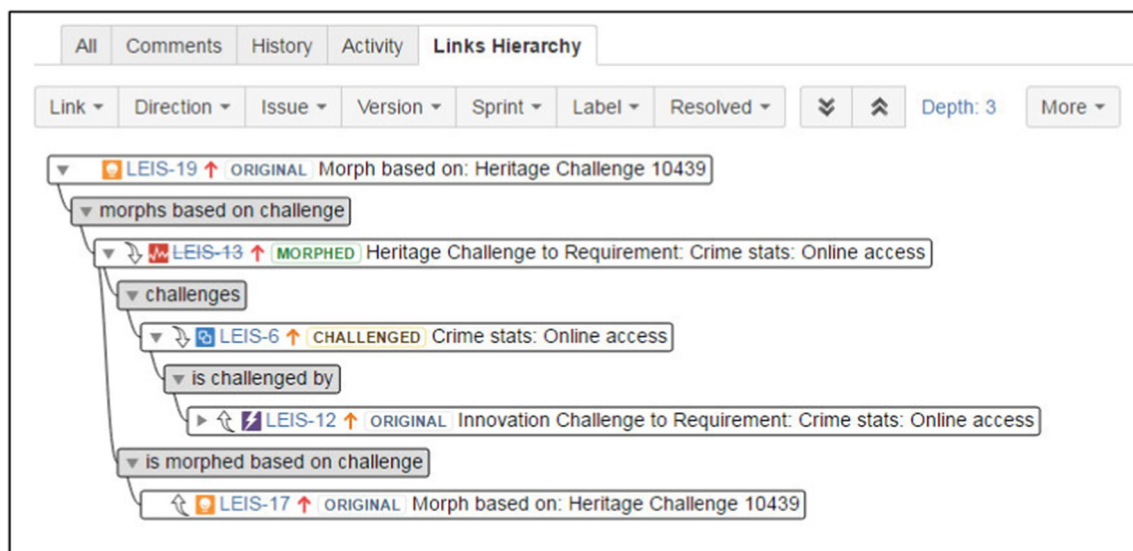 All Comments History Activity Links Hierarchy
Link Direction Issue Version Sprint Label Resolved Depth: 3 More
LEIS-19 ORIGINAL Morph based on: Heritage Challenge 10439
morphs based on challenge
LEIS-13 MORPHED Heritage Challenge to Requirement: Crime stats: Online access
challenges
LEIS-6 CHALLENGED Crime stats: Online access
is challenged by
LEIS-12 ORIGINAL Innovation Challenge to Requirement: Crime stats: Online access
is morphed based on challenge
LEIS-17 ORIGINAL Morph based on: Heritage Challenge 10439